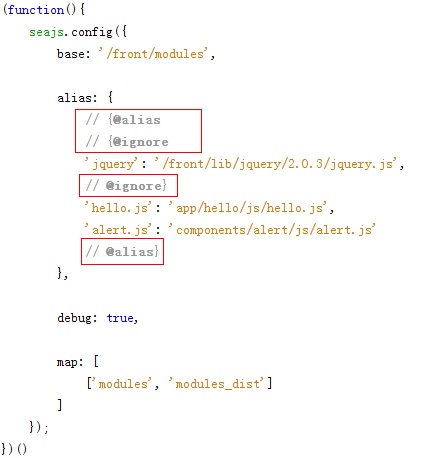 (function(){
    seajs.config({
        base: '/front/modules',

        alias: {
            // {@alias
            // {@ignore
            'jquery': '/front/lib/jquery/2.0.3/jquery.js',
            // @ignore}
            'hello.js': 'app/hello/js/hello.js',
            'alert.js': 'components/alert/js/alert.js'
            // @alias}
        },

        debug: true,

        map: [
            ['modules', 'modules_dist']
        ]
    });
})()